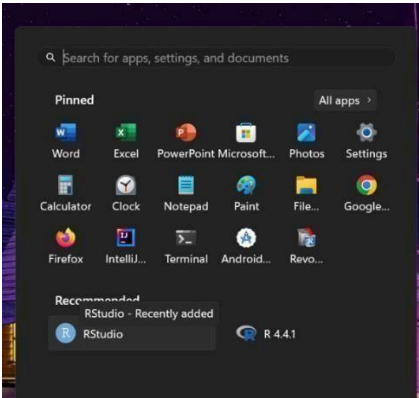 Search for apps, settings, and documents
Pinned
All apps >
Word Excel PowerPoint Microsoft... Photos Settings
Calculator Clock Notepad Paint File... Google...
Firefox IntelliJ... Terminal Android... Revo...
Recommended
RStudio - Recently added
R RStudio R 4.4.1